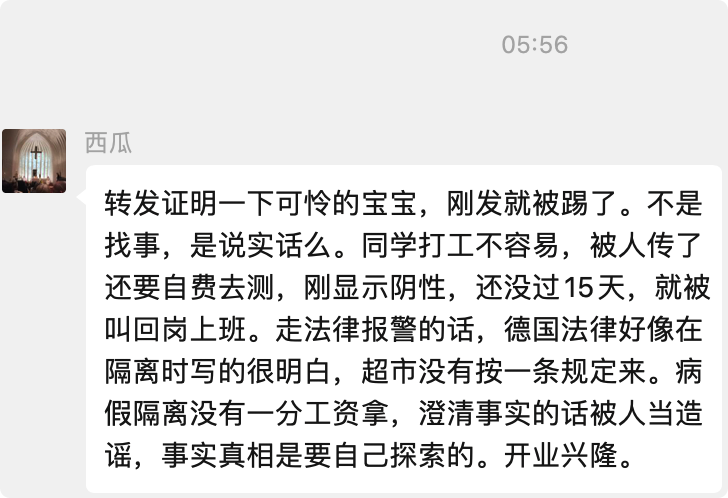 05:56
西瓜
转发证明一下可怜的宝宝，刚发就被踢了。不是
找事，是说实话么。同学打工不容易，被人传了
还要自费去测，刚显示阴性，还没过15天，就被
叫回岗上班。走法律报警的话，德国法律好像在
隔离时写的很明白，超市没有按一条规定来。病
假隔离没有一分工资拿，澄清事实的话被人当造
谣，事实真相是要自己探索的。开业兴隆。